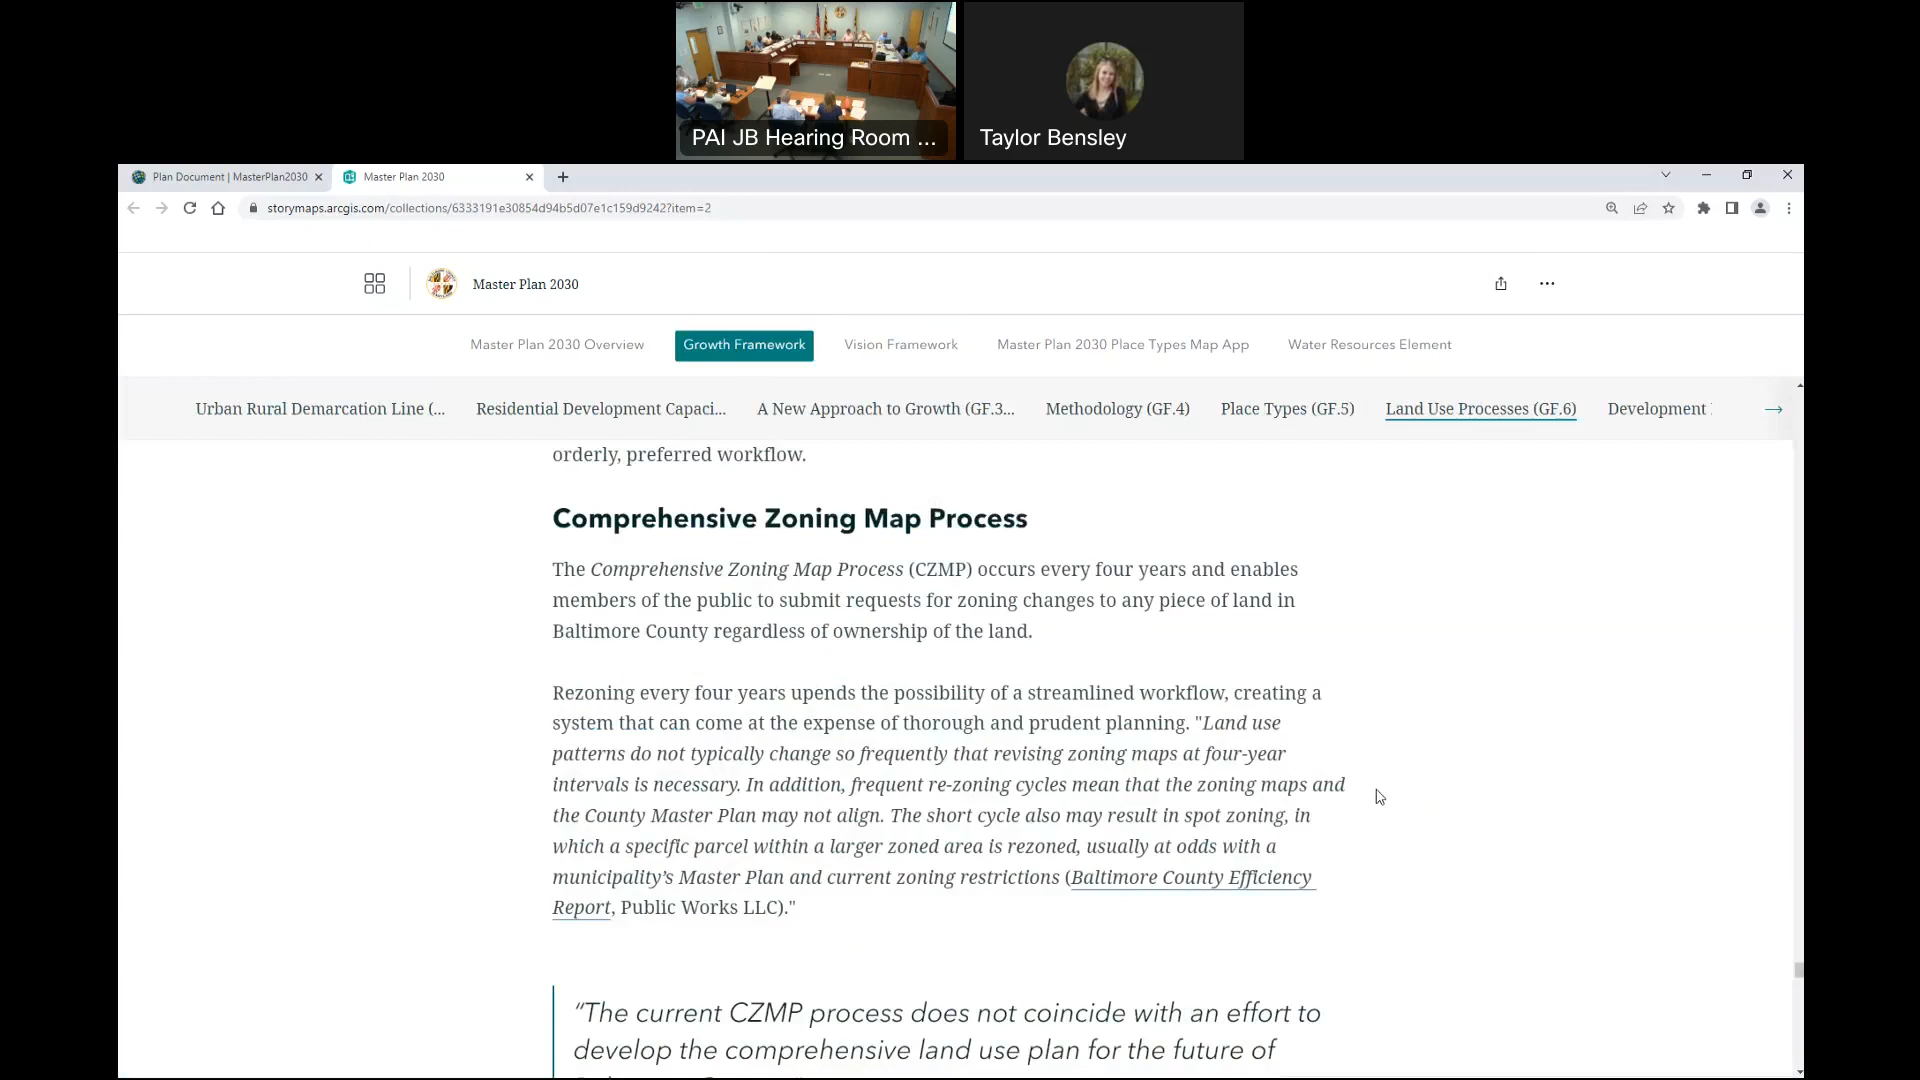 PAI JB Hearing Room ...
Taylor Bensley
Plan Document | MasterPlan2030
Master Plan 2030
storymaps.arcgis.com/collections/6333191e30854d94b5d07e1c159d9242?item=2
Master Plan 2030
Master Plan 2030 Overview
Growth Framework
Vision Framework
Master Plan 2030 Place Types Map App
Water Resources Element
Urban Rural Demarcation Line (...
Residential Development Capaci...
A New Approach to Growth (GF.3...
Methodology (GF.4)
Place Types (GF.5)
Land Use Processes (GF.6)
Development
orderly, preferred workflow.
Comprehensive Zoning Map Process
The Comprehensive Zoning Map Process (CZMP) occurs every four years and enables
members of the public to submit requests for zoning changes to any piece of land in
Baltimore County regardless of ownership of the land.
Rezoning every four years upends the possibility of a streamlined workflow, creating a
system that can come at the expense of thorough and prudent planning. "Land use
patterns do not typically change so frequently that revising zoning maps at four-year
intervals is necessary. In addition, frequent re-zoning cycles mean that the zoning maps and
the County Master Plan may not align. The short cycle also may result in spot zoning, in
which a specific parcel within a larger zoned area is rezoned, usually at odds with a
municipality’s Master Plan and current zoning restrictions (Baltimore County Efficiency
Report, Public Works LLC)."
“The current CZMP process does not coincide with an effort to
develop the comprehensive land use plan for the future of